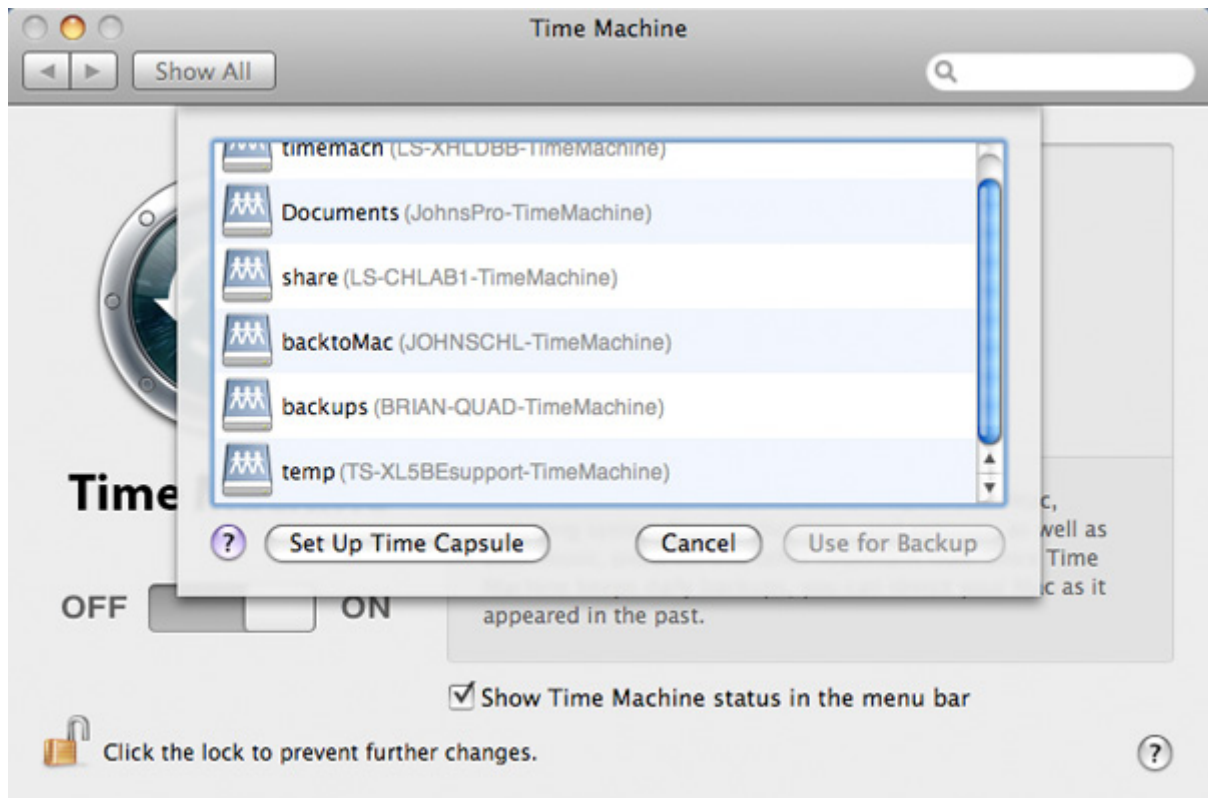 Time Machine
Show All
timemach (LS-XHLDBB-TimeMachine)
Documents (JohnsPro-TimeMachine)
share (LS-CHLAB1-TimeMachine)
backtoMac (JOHNSCHL-TimeMachine)
backups (BRIAN-QUAD-TimeMachine)
temp (TS-XL5BEsupport-TimeMachine)
? Set Up Time Capsule Cancel Use for Backup
Time
OFF ON
c,
well as
Time
c as it
appeared in the past.
Show Time Machine status in the menu bar
Click the lock to prevent further changes. ?